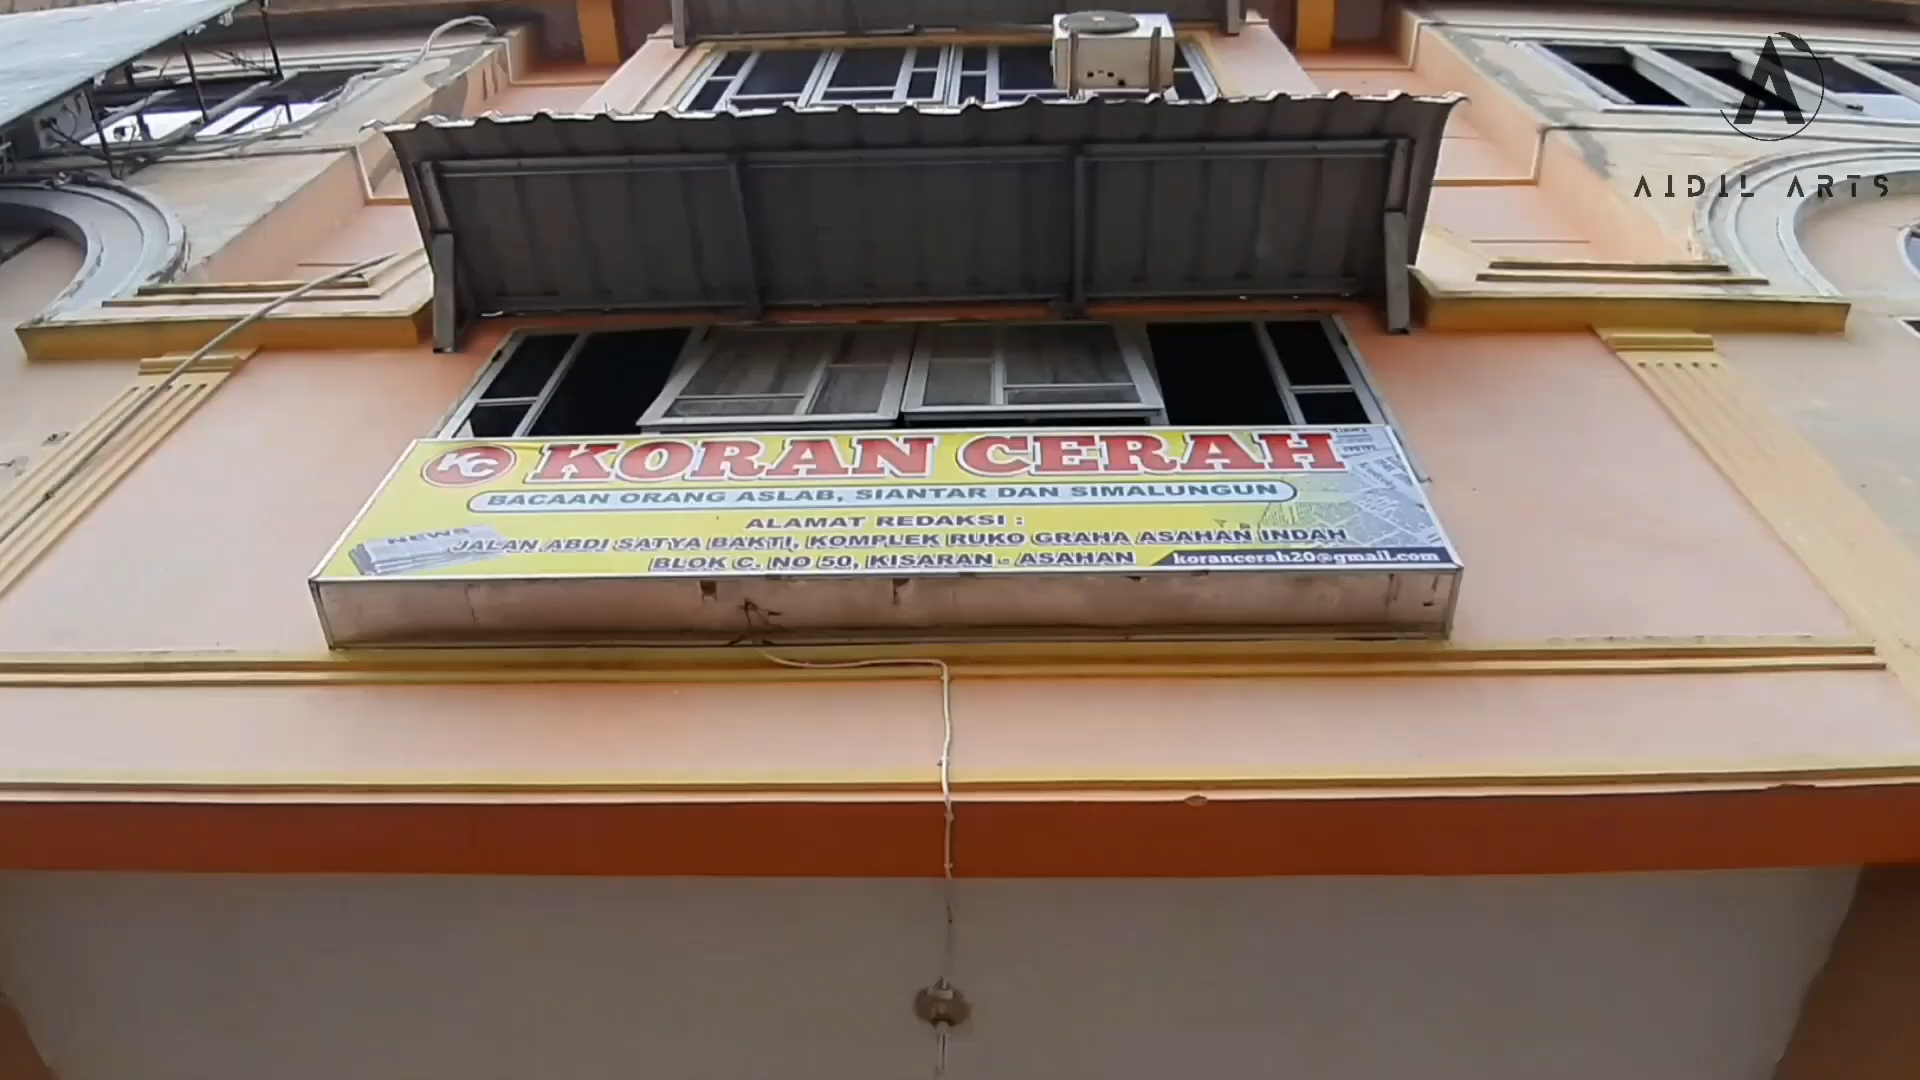 AIDIL ARTS
KC KORAN CERAH
BACAAN ORANG ASLAB, SIANTAR DAN SIMALUNGUN
ALAMAT REDAKSI :
NEWS
JALAN ABDI SATYA BAKTI, KOMPLEK RUKO GRAHA ASAHAN INDAH
BLOK C. NO 50, KISARAN - ASAHAN
korancerah20@gmail.com